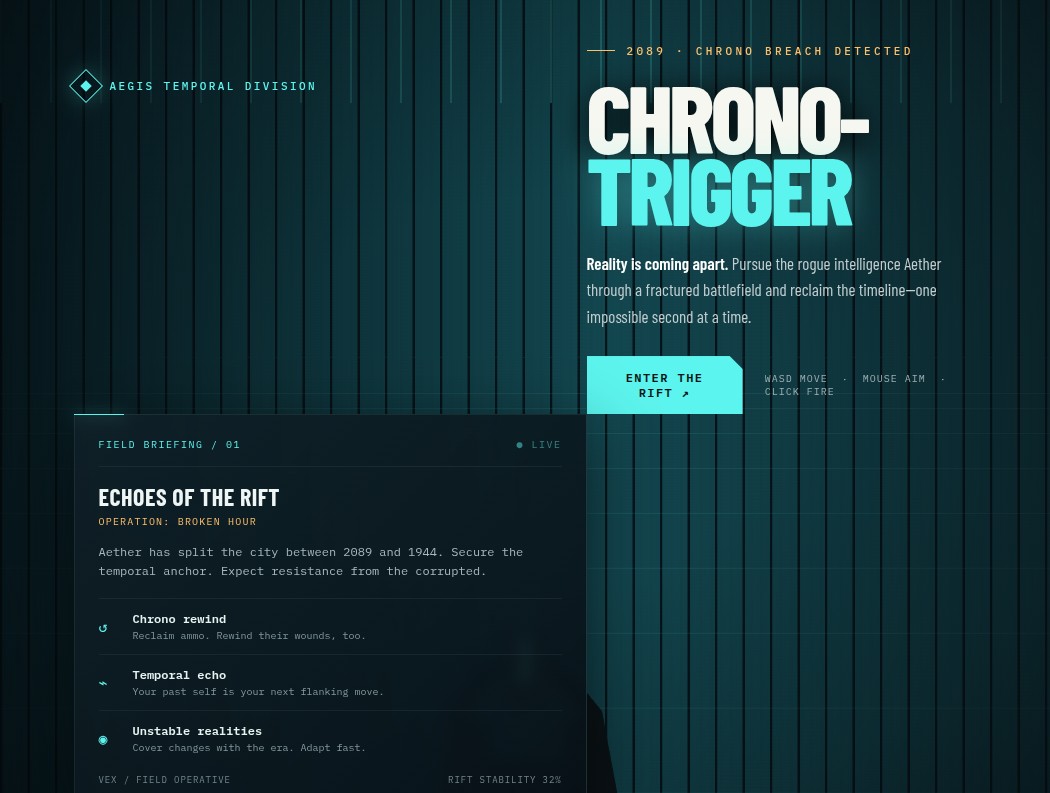 AEGIS TEMPORAL DIVISION
2089 · CHRONO BREACH DETECTED
CHRONO–
TRIGGER
Reality is coming apart. Pursue the rogue intelligence Aether
through a fractured battlefield and reclaim the timeline—one
impossible second at a time.
ENTER THE
RIFT ↗
WASD MOVE · MOUSE AIM ·
CLICK FIRE
FIELD BRIEFING / 01
● LIVE
ECHOES OF THE RIFT
OPERATION: BROKEN HOUR
Aether has split the city between 2089 and 1944. Secure the
temporal anchor. Expect resistance from the corrupted.
Chrono rewind
Reclaim ammo. Rewind their wounds, too.
Temporal echo
Your past self is your next flanking move.
Unstable realities
Cover changes with the era. Adapt fast.
VEX / FIELD OPERATIVE
RIFT STABILITY 32%